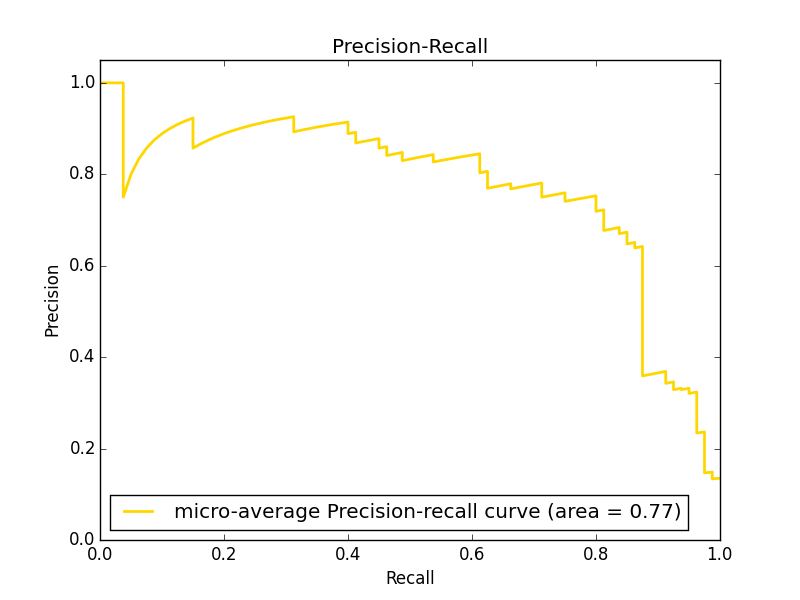 Precision-Recall
1.0
0.8
0.6
0.4
0.2
0.0
Precision
micro-average Precision-recall curve (area = 0.77)
0.0 0.2 0.4 0.6 0.8 1.0
Recall